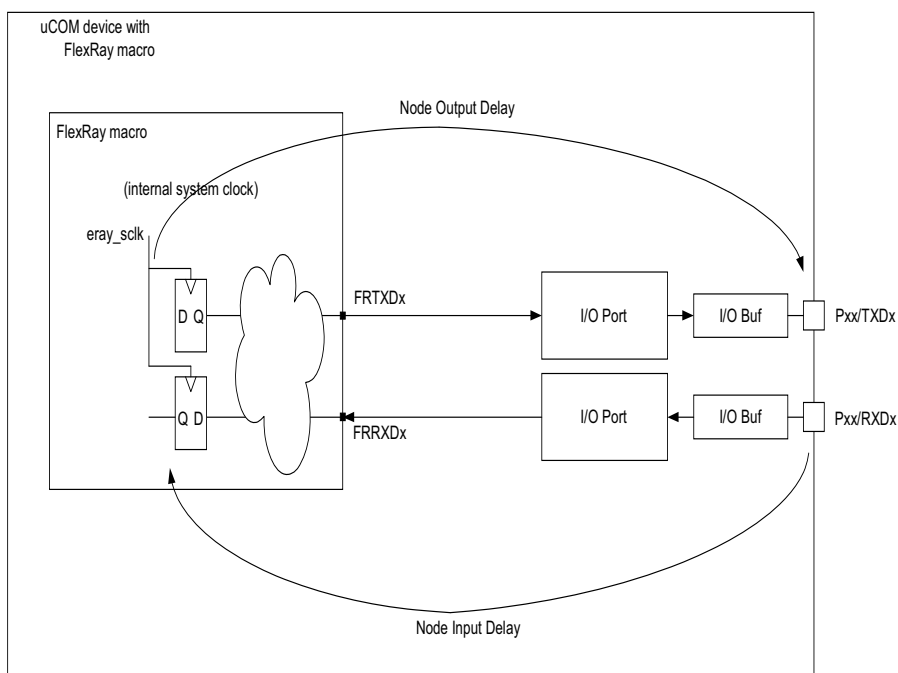 uCOM device with
FlexRay macro
Node Output Delay
FlexRay macro
(internal system clock)
eray_sclk
D Q
FRTXDx
I/O Port
I/O Buf
Pxx/TXDx
Q D
FRRXDx
I/O Port
I/O Buf
Pxx/RXDx
Node Input Delay